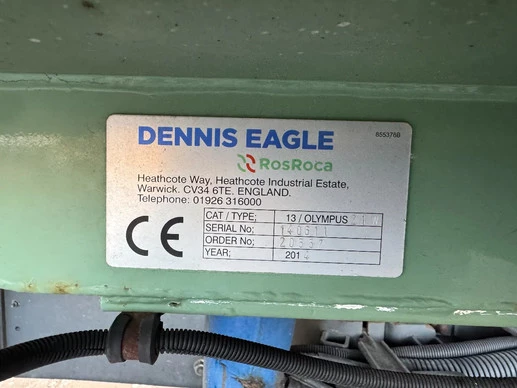 8553760
DENNIS EAGLE
RosRoca
Heathcote Way, Heathcote Industrial Estate,
Warwick. CV34 6TE. ENGLAND.
Telephone: 01926 316000
CE
CAT / TYPE; 13 / OLYMPUS
SERIAL No;
ORDER No;
YEAR; 201